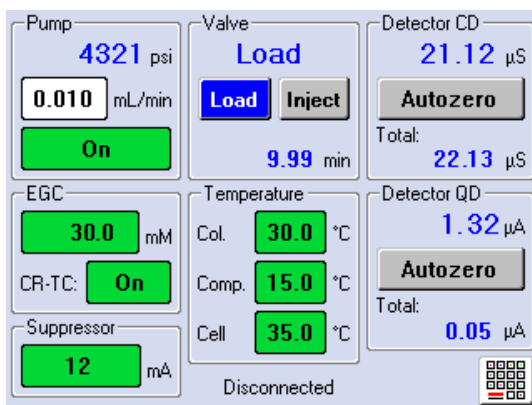 Pump
4321 psi
0.010 mL/min
On
Valve
Load
Load Inject
9.99 min
Detector CD
21.12 µS
Autozero
Total:
22.13 µS
EGC
30.0 mM
CR-TC: On
Suppressor
12 mA
Temperature
Col. 30.0 °C
Comp. 15.0 °C
Cell 35.0 °C
Disconnected
Detector QD
1.32 µA
Autozero
Total:
0.05 µA